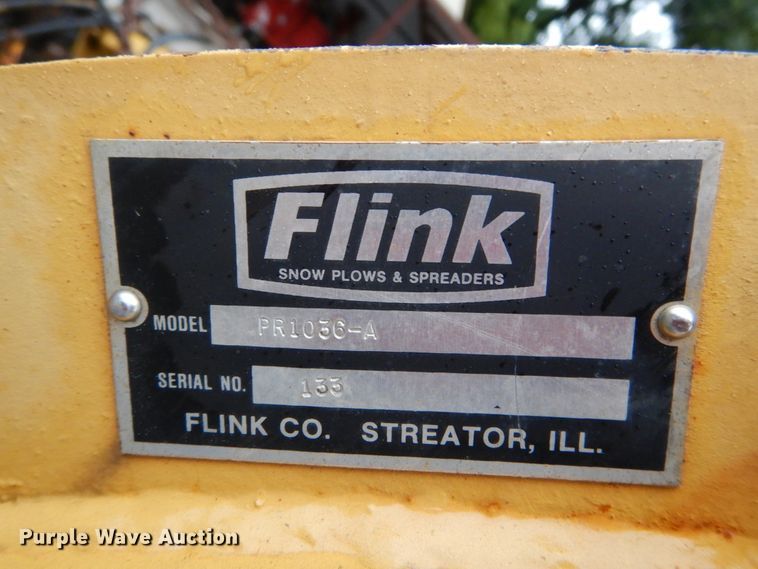 Flink
SNOW PLOWS & SPREADERS
MODEL PR1036-A
SERIAL NO. 133
FLINK CO. STREATOR, ILL.
Purple Wave Auction